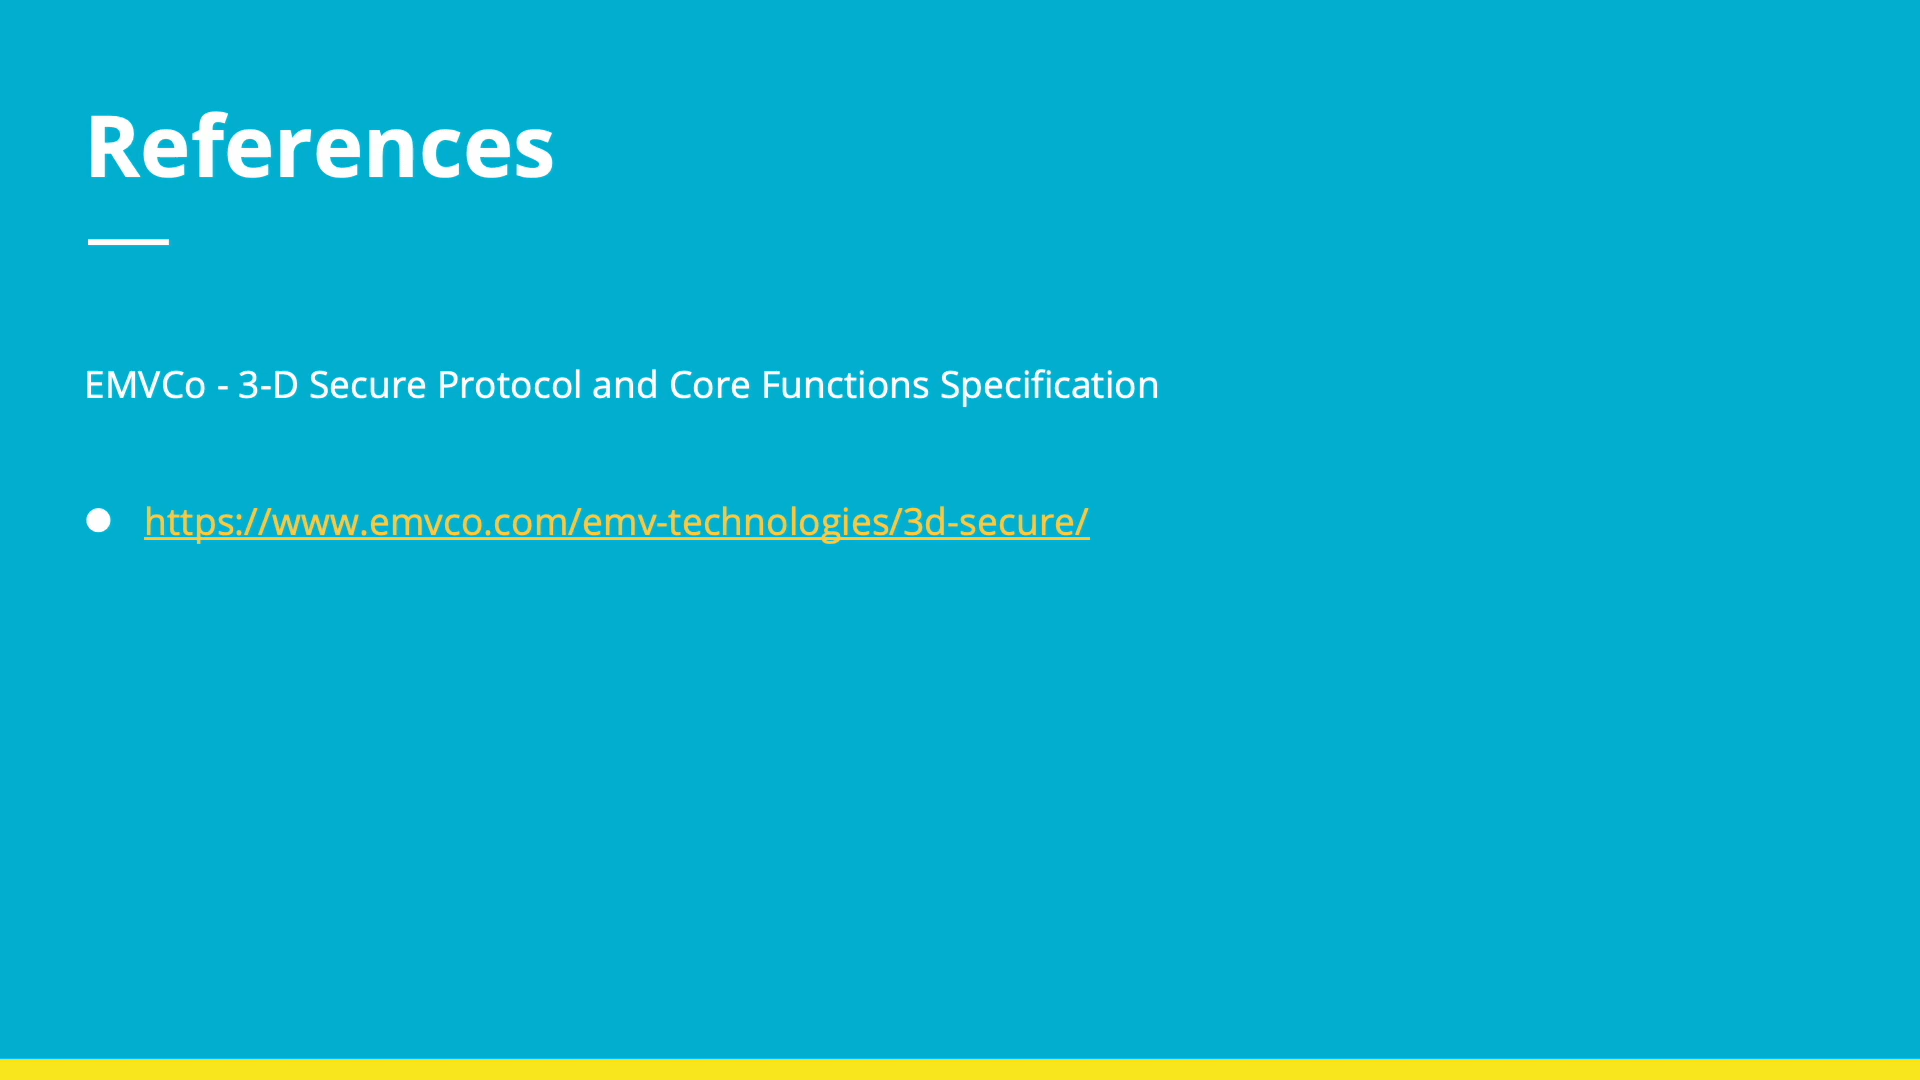 References
EMVCo - 3-D Secure Protocol and Core Functions Specification
● https://www.emvco.com/emv-technologies/3d-secure/